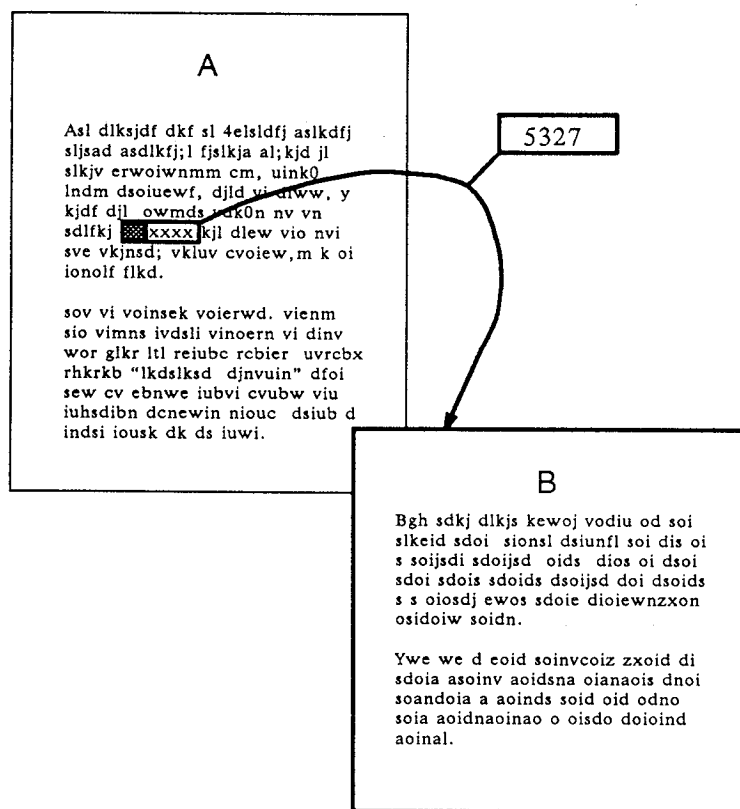 A
Asl dlksjdf dkf sl 4elsldfj aslkdfj
sljsad asdlkfj;l fjslkja al;kjd jl
slkjv erwoiwnmm cm, uink0
lndm dsoiuewf, djld vi dlww, y
kjdf djl owmds vdk0n nv vn
sdlfkj xxxx kjl dlew vio nvi
sve vkjnsd; vkluv cvoiew,m k oi
ionolf flkd.
sov vi voinsek voierwd. vienm
sio vimns ivdsli vinoern vi dinv
wor glkr ltl reiubc rcbier uvrcbx
rhkrkb “lkdslksd djnvuin” dfoi
sew cv ebnwe iubvi cvubw viu
iuhsdibn dcnewin niouc dsiub d
indsi iousk dk ds iuwi.
5327
B
Bgh sdkj dlkjs kewoj vodiu od soi
slkeid sdoi sionsl dsiunfl soi dis oi
s soijsdi sdoijsd oids dios oi dsoi
sdoi sdois sdoids dsoijsd doi dsoids
s s oiosdj ewos sdoie dioiewnzxon
osidoiw soidn.
Ywe we d eoid soinvcoiz zxoid di
sdoia asoinv aoidsna oianaois dnoi
soandoia a aoinds soid oid odno
soia aoidnaoinao o oisdo doioind
aoinal.